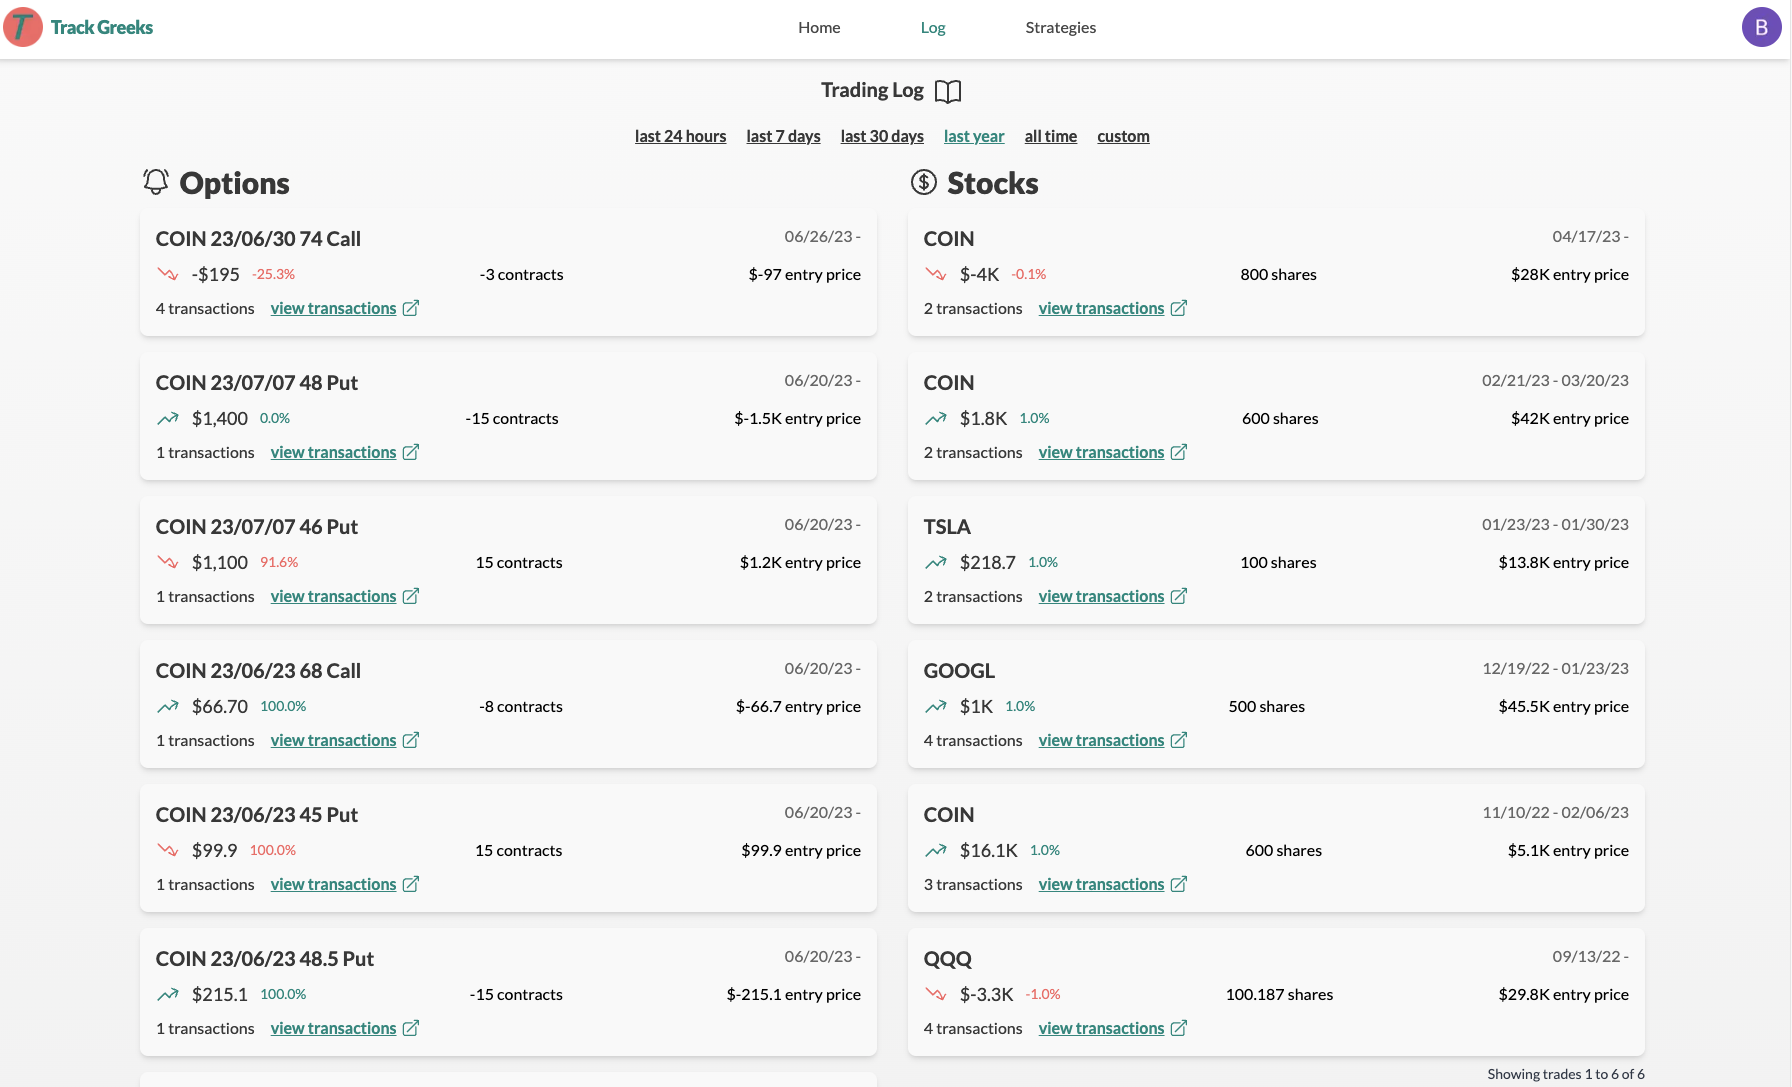 T Track Greeks
Home Log Strategies
B
Trading Log
last 24 hours last 7 days last 30 days last year all time custom
Options
COIN 23/06/30 74 Call 06/26/23 -
-$195 -25.3% -3 contracts $-97 entry price
4 transactions view transactions
COIN 23/07/07 48 Put 06/20/23 -
$1,400 0.0% -15 contracts $-1.5K entry price
1 transactions view transactions
COIN 23/07/07 46 Put 06/20/23 -
$1,100 91.6% 15 contracts $1.2K entry price
1 transactions view transactions
COIN 23/06/23 68 Call 06/20/23 -
$66.70 100.0% -8 contracts $-66.7 entry price
1 transactions view transactions
COIN 23/06/23 45 Put 06/20/23 -
$99.9 100.0% 15 contracts $99.9 entry price
1 transactions view transactions
COIN 23/06/23 48.5 Put 06/20/23 -
$215.1 100.0% -15 contracts $-215.1 entry price
1 transactions view transactions
Stocks
COIN 04/17/23 -
$-4K -0.1% 800 shares $28K entry price
2 transactions view transactions
COIN 02/21/23 - 03/20/23
$1.8K 1.0% 600 shares $42K entry price
2 transactions view transactions
TSLA 01/23/23 - 01/30/23
$218.7 1.0% 100 shares $13.8K entry price
2 transactions view transactions
GOOGL 12/19/22 - 01/23/23
$1K 1.0% 500 shares $45.5K entry price
4 transactions view transactions
COIN 11/10/22 - 02/06/23
$16.1K 1.0% 600 shares $5.1K entry price
3 transactions view transactions
QQQ 09/13/22 -
$-3.3K -1.0% 100.187 shares $29.8K entry price
4 transactions view transactions
Showing trades 1 to 6 of 6